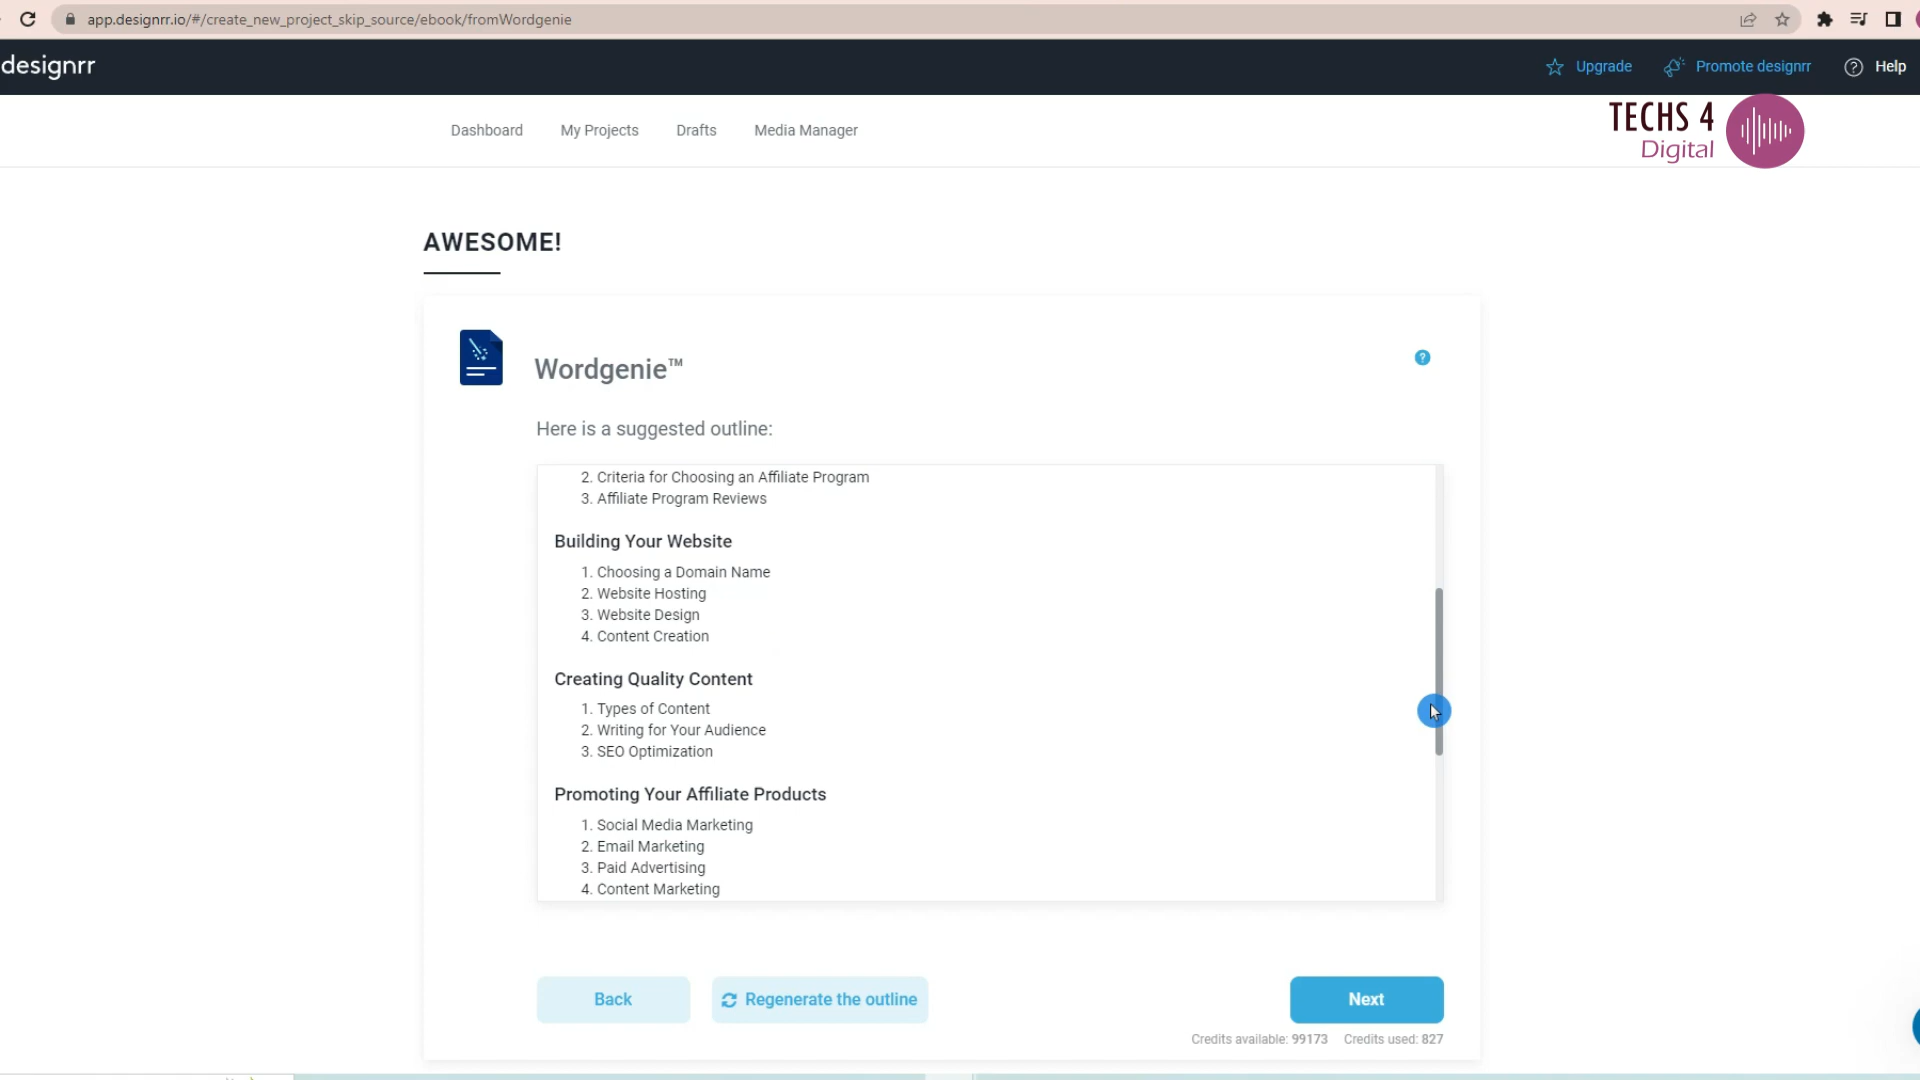 app.designrr.io/#/create_new_project_skip_source/ebook/fromWordgenie
designrr
Upgrade
Promote designrr
? Help
Dashboard
My Projects
Drafts
Media Manager
TECHS 4
Digital
AWESOME!
Wordgenie™
?
Here is a suggested outline:
2. Criteria for Choosing an Affiliate Program
3. Affiliate Program Reviews
Building Your Website
1. Choosing a Domain Name
2. Website Hosting
3. Website Design
4. Content Creation
Creating Quality Content
1. Types of Content
2. Writing for Your Audience
3. SEO Optimization
Promoting Your Affiliate Products
1. Social Media Marketing
2. Email Marketing
3. Paid Advertising
4. Content Marketing
Back
Regenerate the outline
Next
Credits available: 99173
Credits used: 827